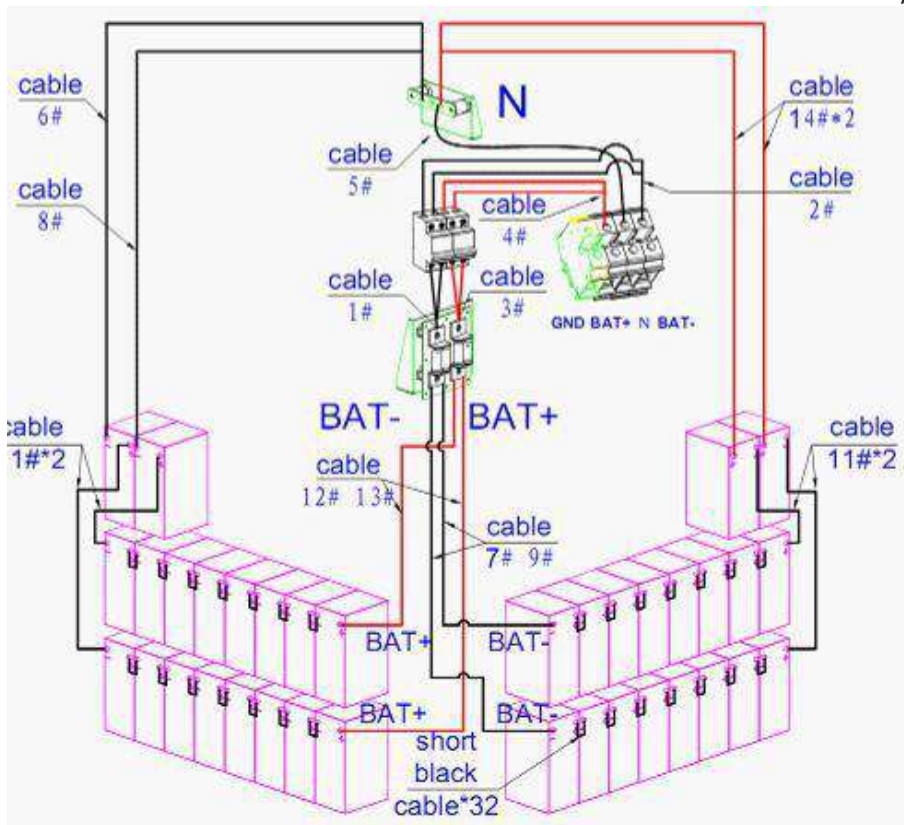 cable
6#
N
cable
14#*2
cable
5#
cable
2#
cable
8#
cable
4#
cable
1#
cable
3#
GND BAT+ N BAT-
BAT-
BAT+
cable
1#*2
cable
11#*2
cable
12# 13#
cable
7# 9#
BAT+
BAT-
BAT+
BAT-
short
black
cable*32